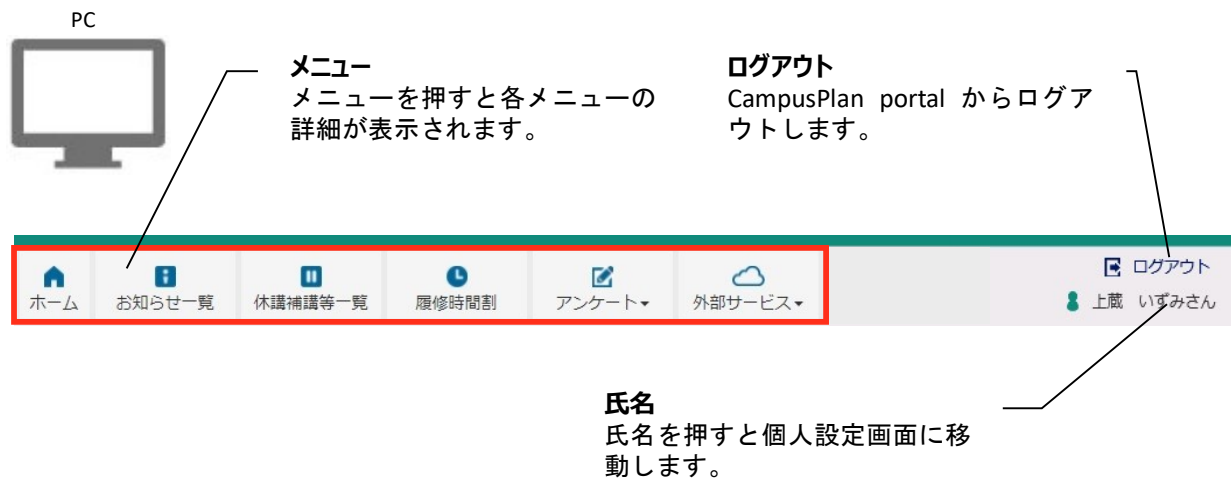 PC
メニュー
メニューを押すと各メニューの
詳細が表示されます。
ログアウト
CampusPlan portal からログア
ウトします。
ホーム
お知らせ一覧
休講補講等一覧
履修時間割
アンケート▾
外部サービス▾
ログアウト
上蔵 いずみさん
氏名
氏名を押すと個人設定画面に移
動します。